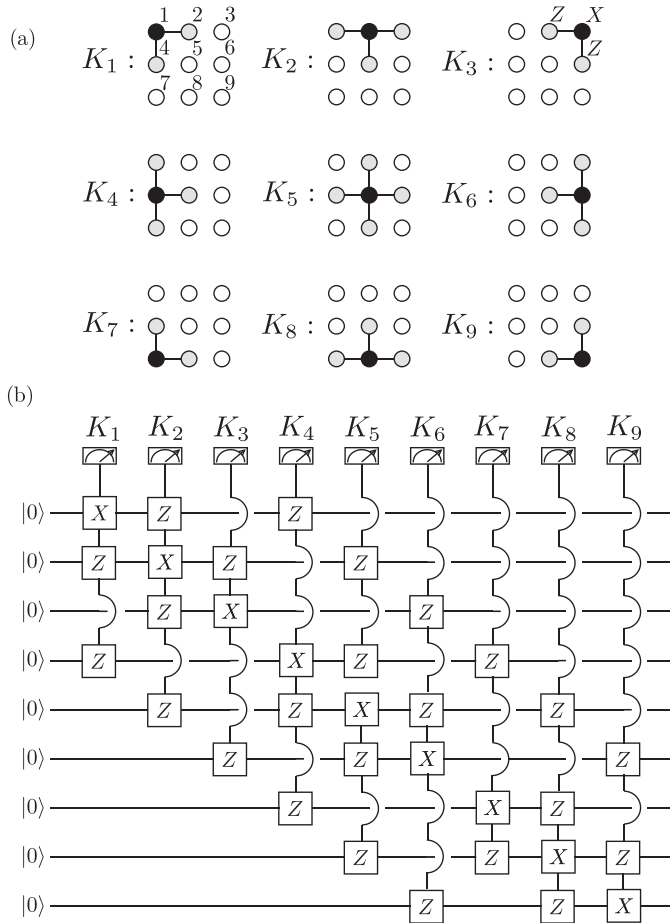 (a)
1 2 3 Z X
K₁ : 4 5 6 K₂ : K₃ : Z
7 8 9
K₄ : K₅ : K₆ :
K₇ : K₈ : K₉ :
(b)
K₁ K₂ K₃ K₄ K₅ K₆ K₇ K₈ K₉
|0⟩ X Z Z
|0⟩ Z X Z Z
|0⟩ Z X Z
|0⟩ Z X Z Z
|0⟩ Z Z X Z Z
|0⟩ Z Z X Z
|0⟩ Z X Z
|0⟩ Z Z X Z
|0⟩ Z Z X